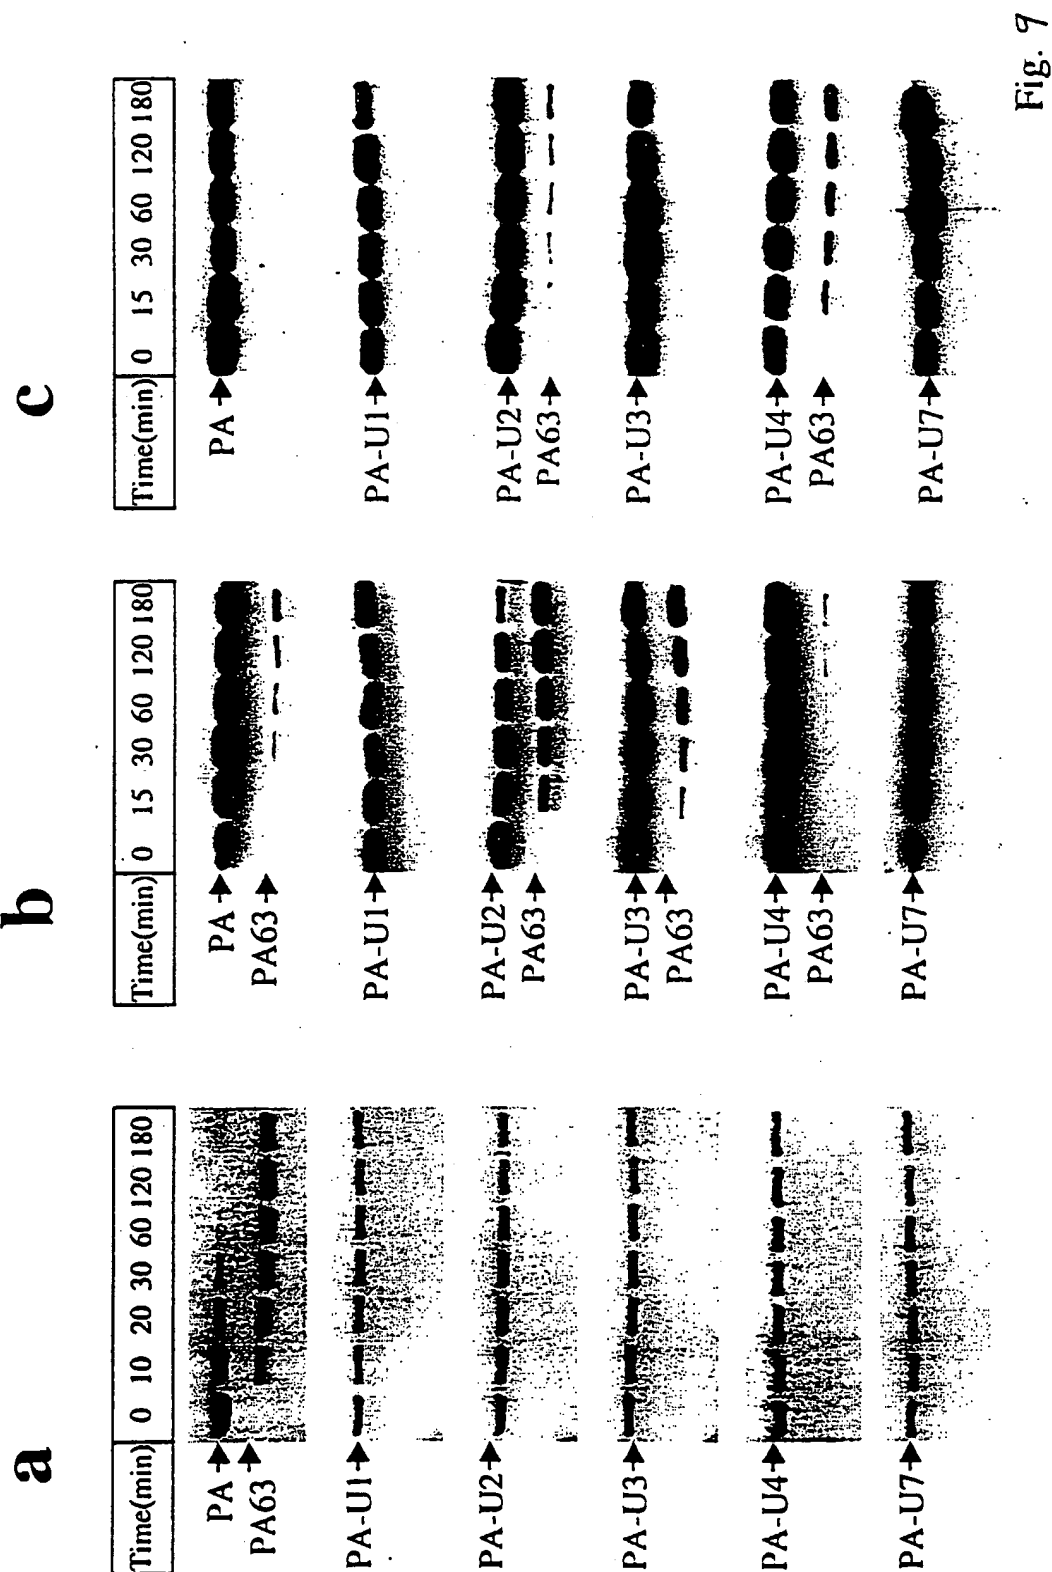 a
Time(min) 0 10 20 30 60 120 180
PA
PA63
PA-U1
PA-U2
PA-U3
PA-U4
PA-U7
b
Time(min) 0 15 30 60 120 180
PA
PA63
PA-U1
PA-U2
PA63
PA-U3
PA63
PA-U4
PA63
PA-U7
c
Time(min) 0 15 30 60 120 180
PA
PA-U1
PA-U2
PA63
PA-U3
PA-U4
PA63
PA-U7
Fig. 9